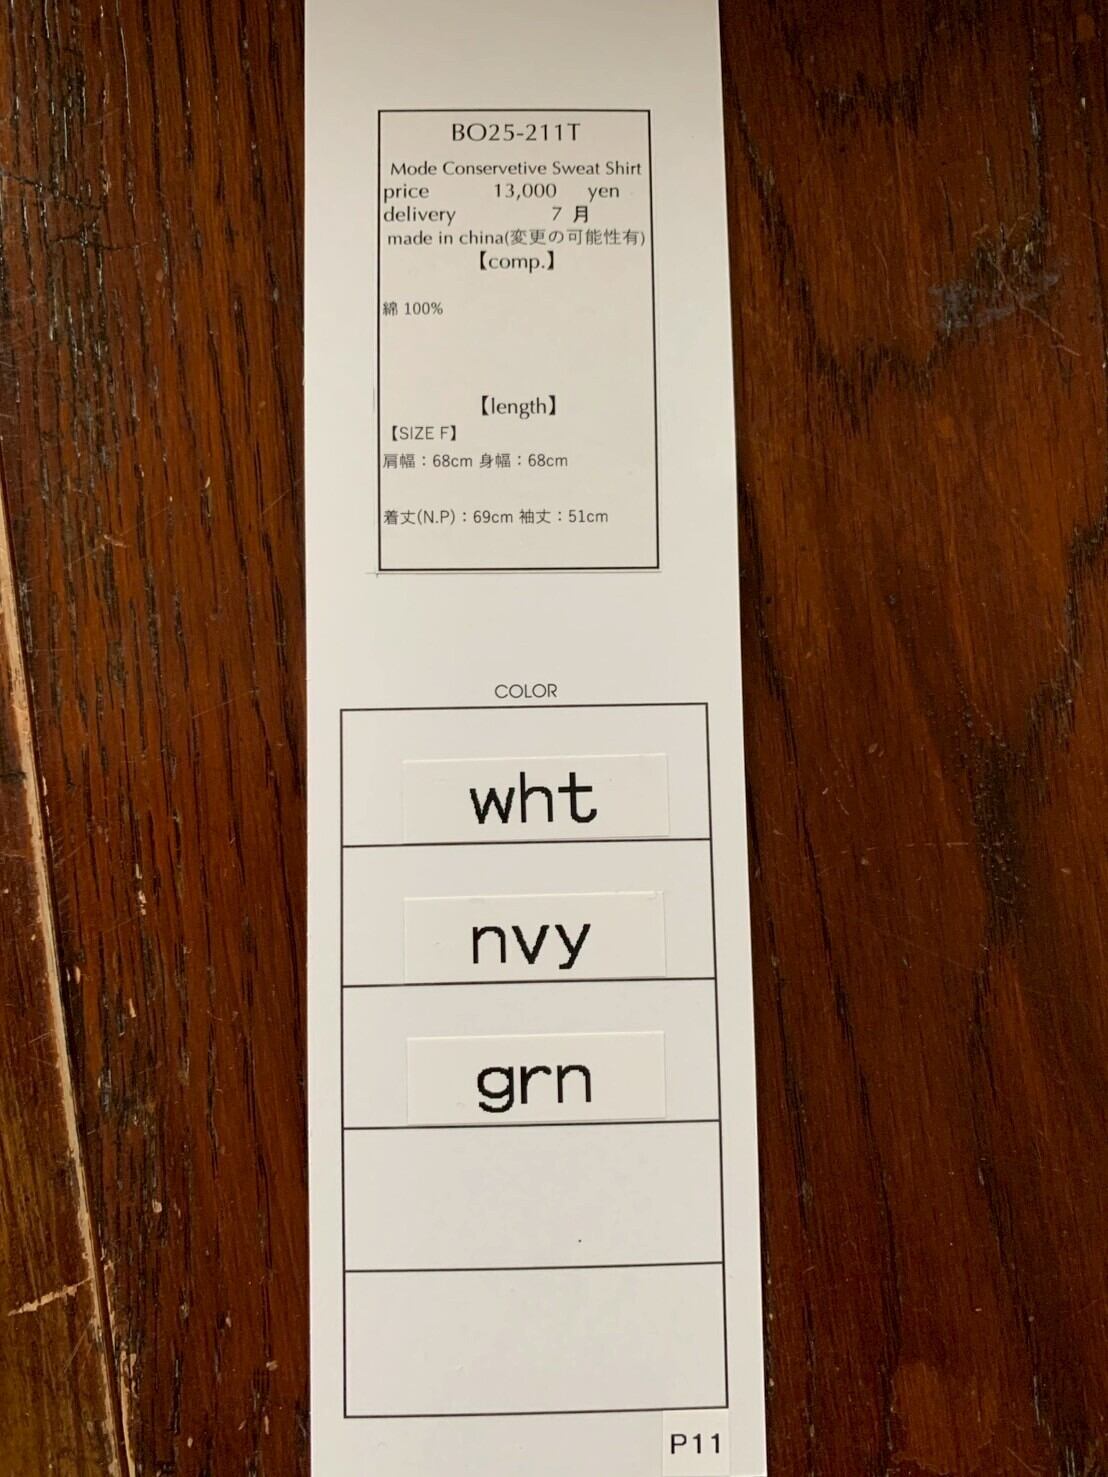 BO25-211T
Mode Conservetive Sweat Shirt
price 13,000 yen
delivery 7 月
made in china(変更の可能性有)
【comp.】
綿 100%
【length】
【SIZE F】
肩幅：68cm 身幅：68cm
着丈(N.P)：69cm 袖丈：51cm
COLOR
wht
nvy
grn
P11